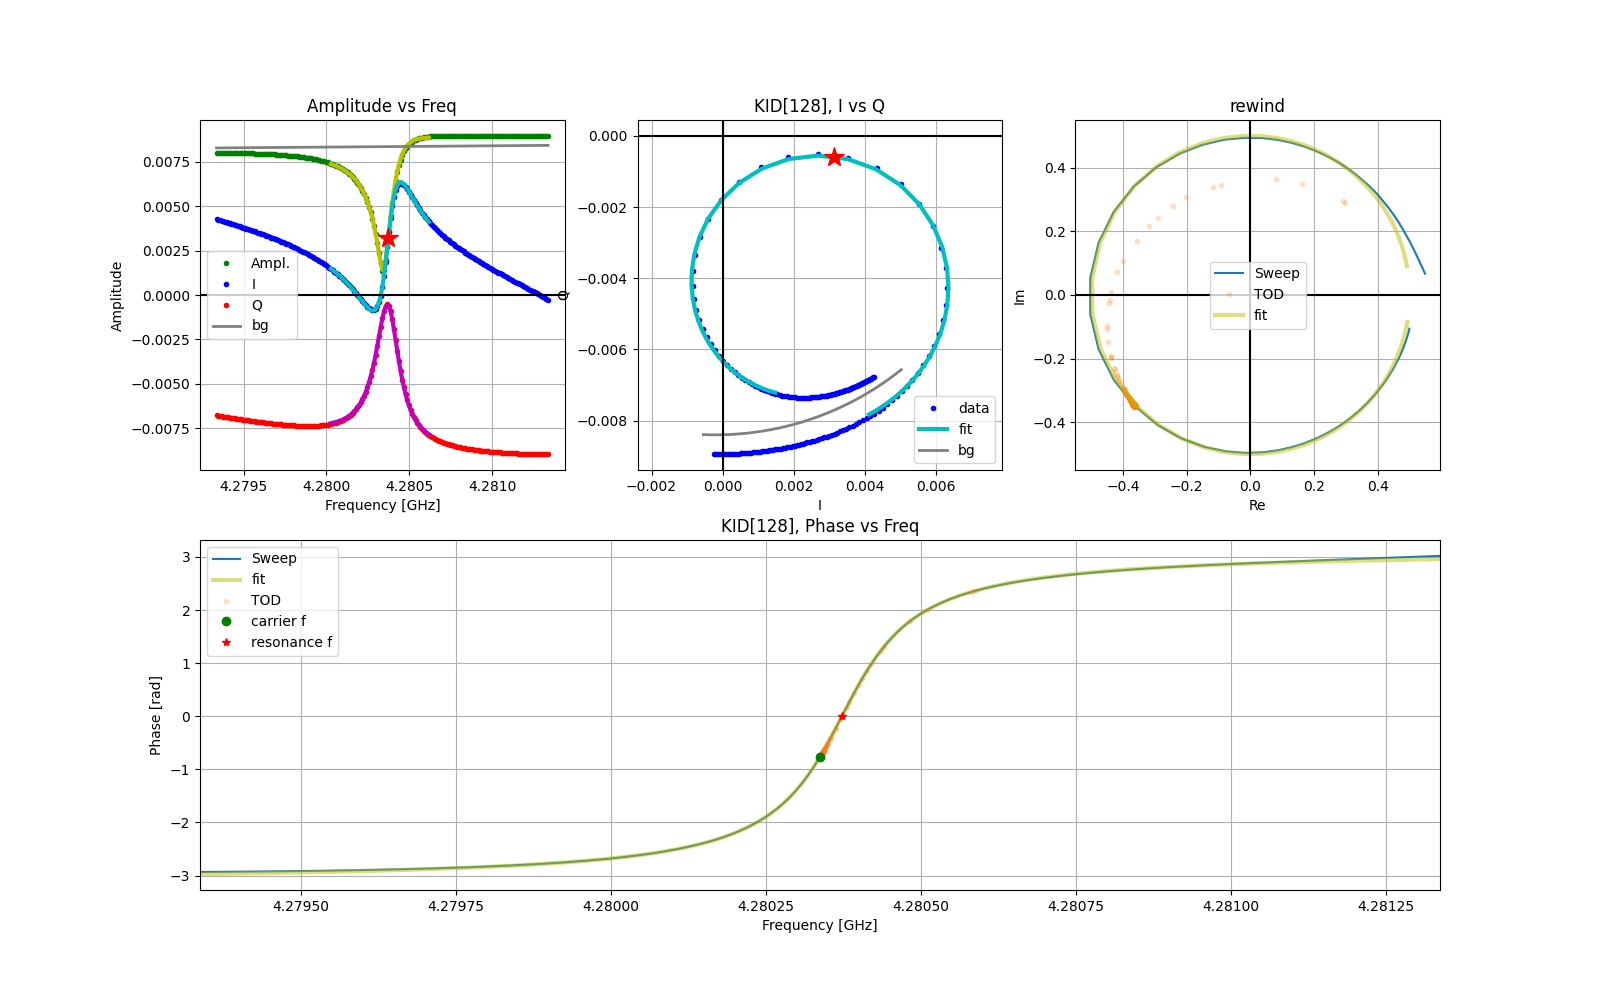 Amplitude vs Freq
Amplitude
0.0075
0.0050
0.0025
0.0000
−0.0025
−0.0050
−0.0075
Ampl.
I
Q
bg
4.2795
4.2800
4.2805
4.2810
Frequency [GHz]
KID[128], I vs Q
Q
0.000
−0.002
−0.004
−0.006
−0.008
data
fit
bg
−0.002
0.000
0.002
0.004
0.006
I
rewind
Im
0.4
0.2
0.0
−0.2
−0.4
Sweep
TOD
fit
−0.4
−0.2
0.0
0.2
0.4
Re
KID[128], Phase vs Freq
Phase [rad]
3
2
1
0
−1
−2
−3
Sweep
fit
TOD
carrier f
resonance f
4.27950
4.27975
4.28000
4.28025
4.28050
4.28075
4.28100
4.28125
Frequency [GHz]